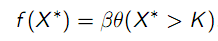 f(X*) = βθ(X* > K)